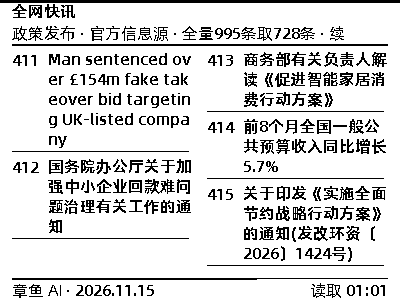 全网快讯
政策发布 · 官方信息源 · 全量995条取728条 · 续
411 Man sentenced ov
er £154m fake tak
eover bid targetin
g UK-listed compa
ny
412 国务院办公厅关于加
强中小企业回款难问
题治理有关工作的通
知
413 商务部有关负责人解
读《促进智能家居消
费行动方案》
414 前8个月全国一般公
共预算收入同比增长
5.7%
415 关于印发《实施全面
节约战略行动方案》
的通知(发改环资〔
2026〕1424号)
章鱼 AI · 2026.11.15
读取 01:01